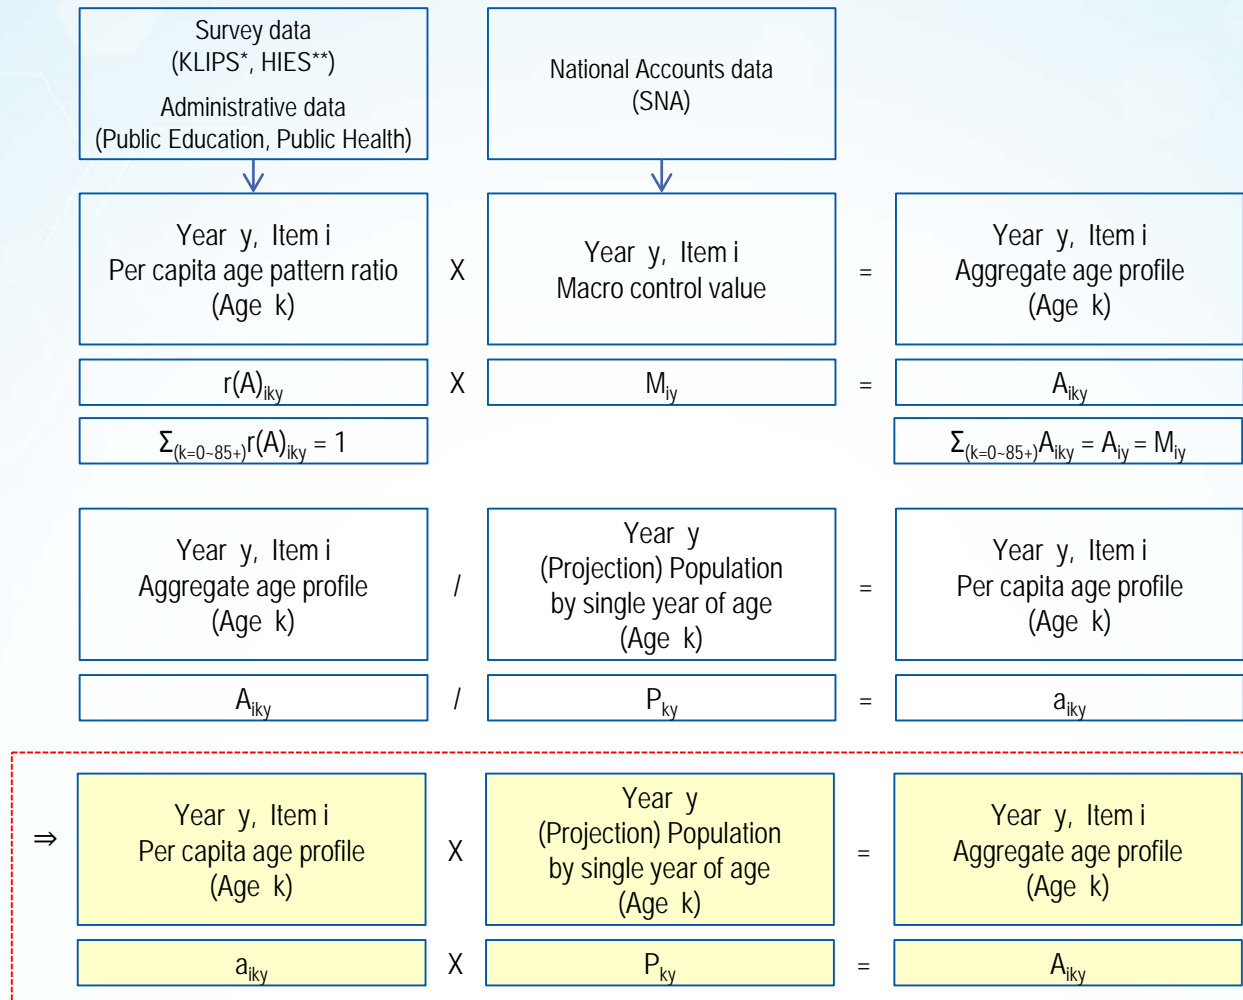 Survey data
(KLIPS*, HIES**)
Administrative data
(Public Education, Public Health)
National Accounts data
(SNA)
Year y, Item i
Per capita age pattern ratio
(Age k)
X
Year y, Item i
Macro control value
=
Year y, Item i
Aggregate age profile
(Age k)
r(A)iky
X
Miy
=
Aiky
Σ(k=0~85+)r(A)iky = 1
Σ(k=0~85+)Aiky = Aiy = Miy
Year y, Item i
Aggregate age profile
(Age k)
/
Year y
(Projection) Population
by single year of age
(Age k)
=
Year y, Item i
Per capita age profile
(Age k)
Aiky
/
Pky
=
aiky
⇒
Year y, Item i
Per capita age profile
(Age k)
X
Year y
(Projection) Population
by single year of age
(Age k)
=
Year y, Item i
Aggregate age profile
(Age k)
aiky
X
Pky
=
Aiky